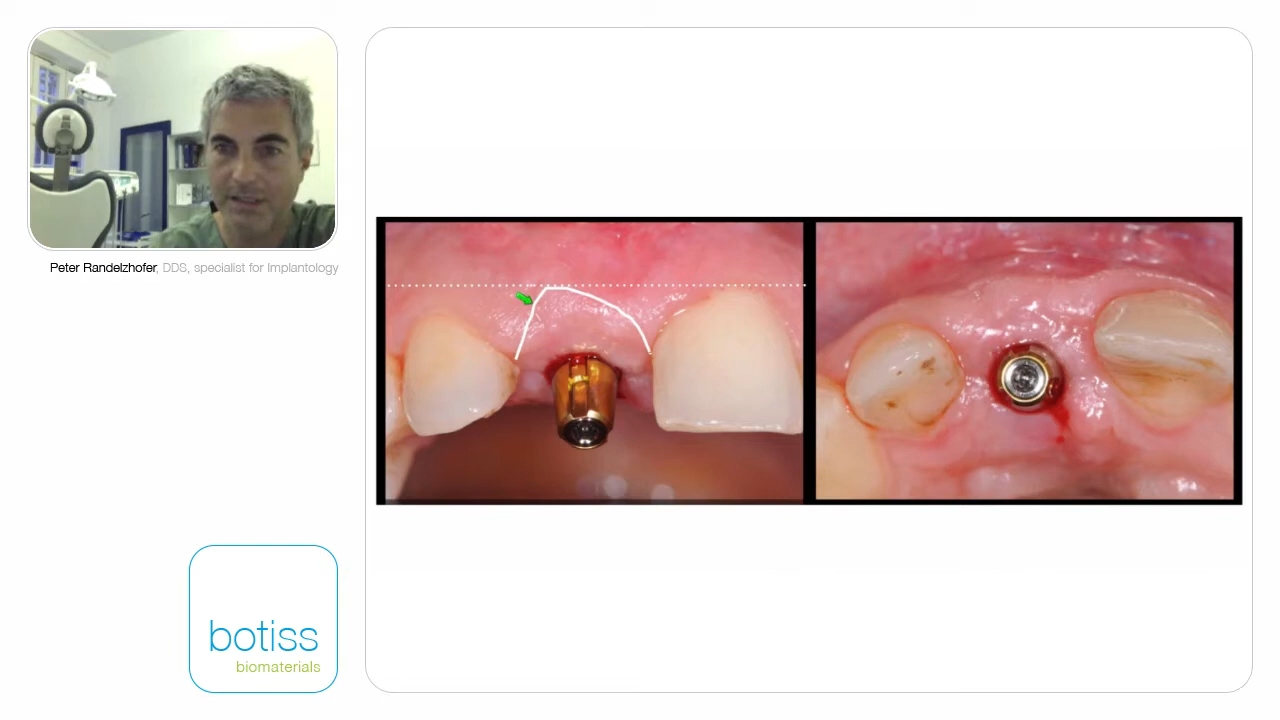 Peter Randelzhofer, DDS, specialist for Implantology
botiss
biomaterials